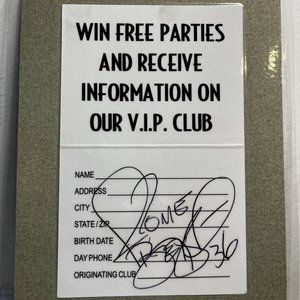 WIN FREE PARTIES
AND RECEIVE
INFORMATION ON
OUR V.I.P. CLUB
NAME
ADDRESS
CITY
STATE / ZIP
BIRTH DATE
DAY PHONE
ORIGINATING CLUB
36